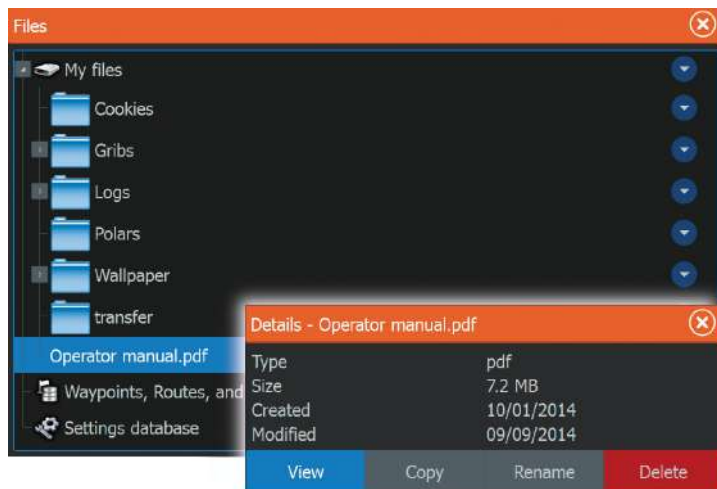 Files
My files
Cookies
Gribs
Logs
Polars
Wallpaper
transfer
Operator manual.pdf
Waypoints, Routes, and
Settings database
Details - Operator manual.pdf
Type pdf
Size 7.2 MB
Created 10/01/2014
Modified 09/09/2014
View Copy Rename Delete